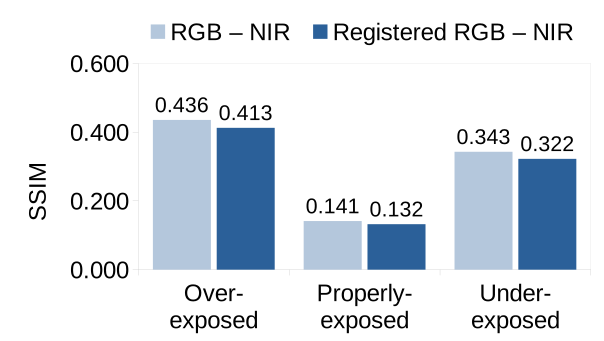 RGB – NIR Registered RGB – NIR
0.600
0.436 0.413
0.400
0.343 0.322
0.200
0.141 0.132
0.000
SSIM
Over-
exposed
Properly-
exposed
Under-
exposed